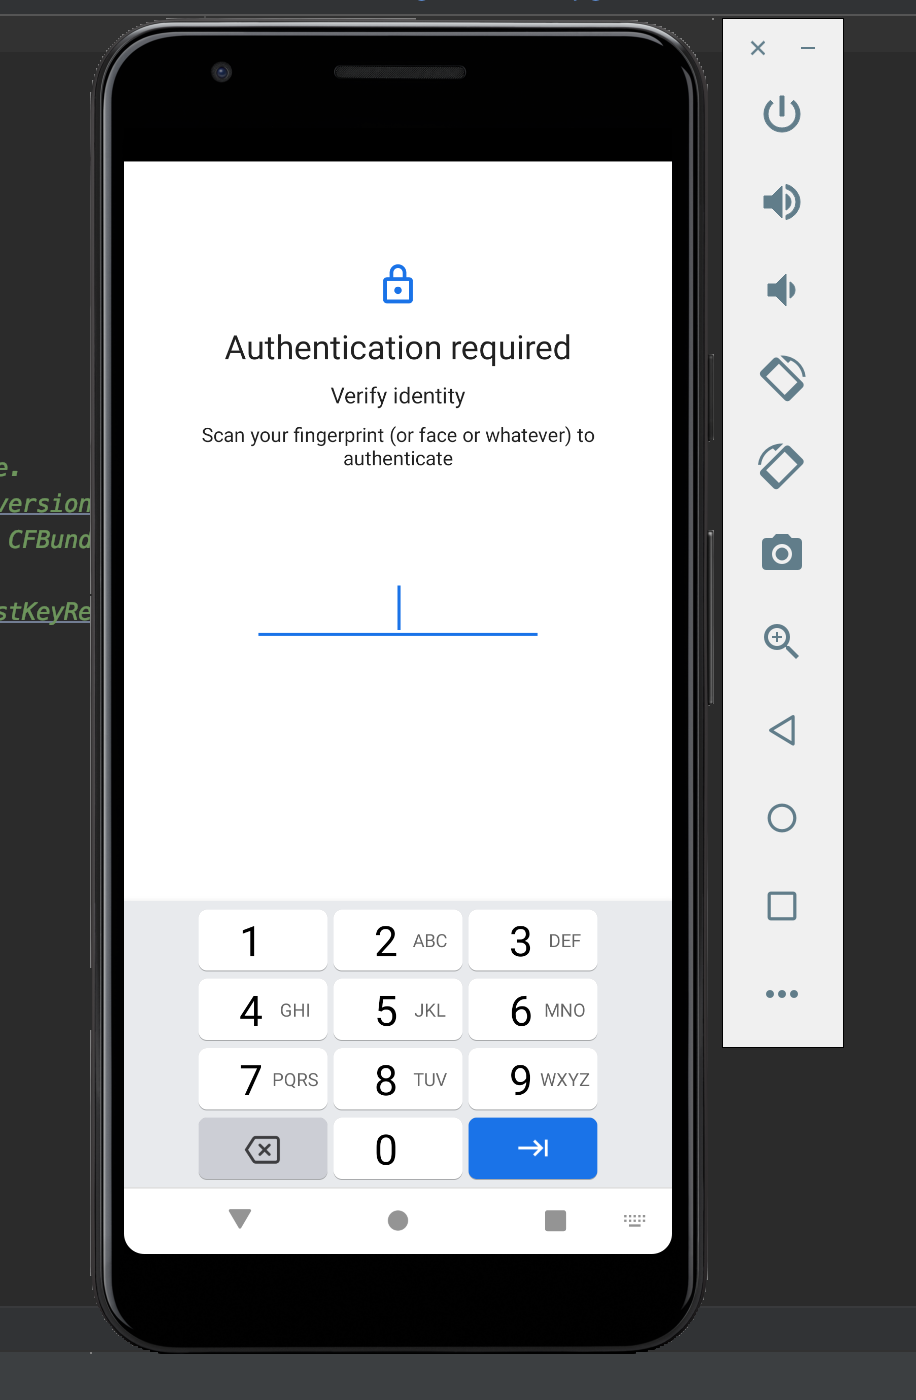 Authentication required
Verify identity
Scan your fingerprint (or face or whatever) to
authenticate
e.
version
CFBund
stKeyRe
1
2 ABC
3 DEF
4 GHI
5 JKL
6 MNO
7 PQRS
8 TUV
9 WXYZ
0